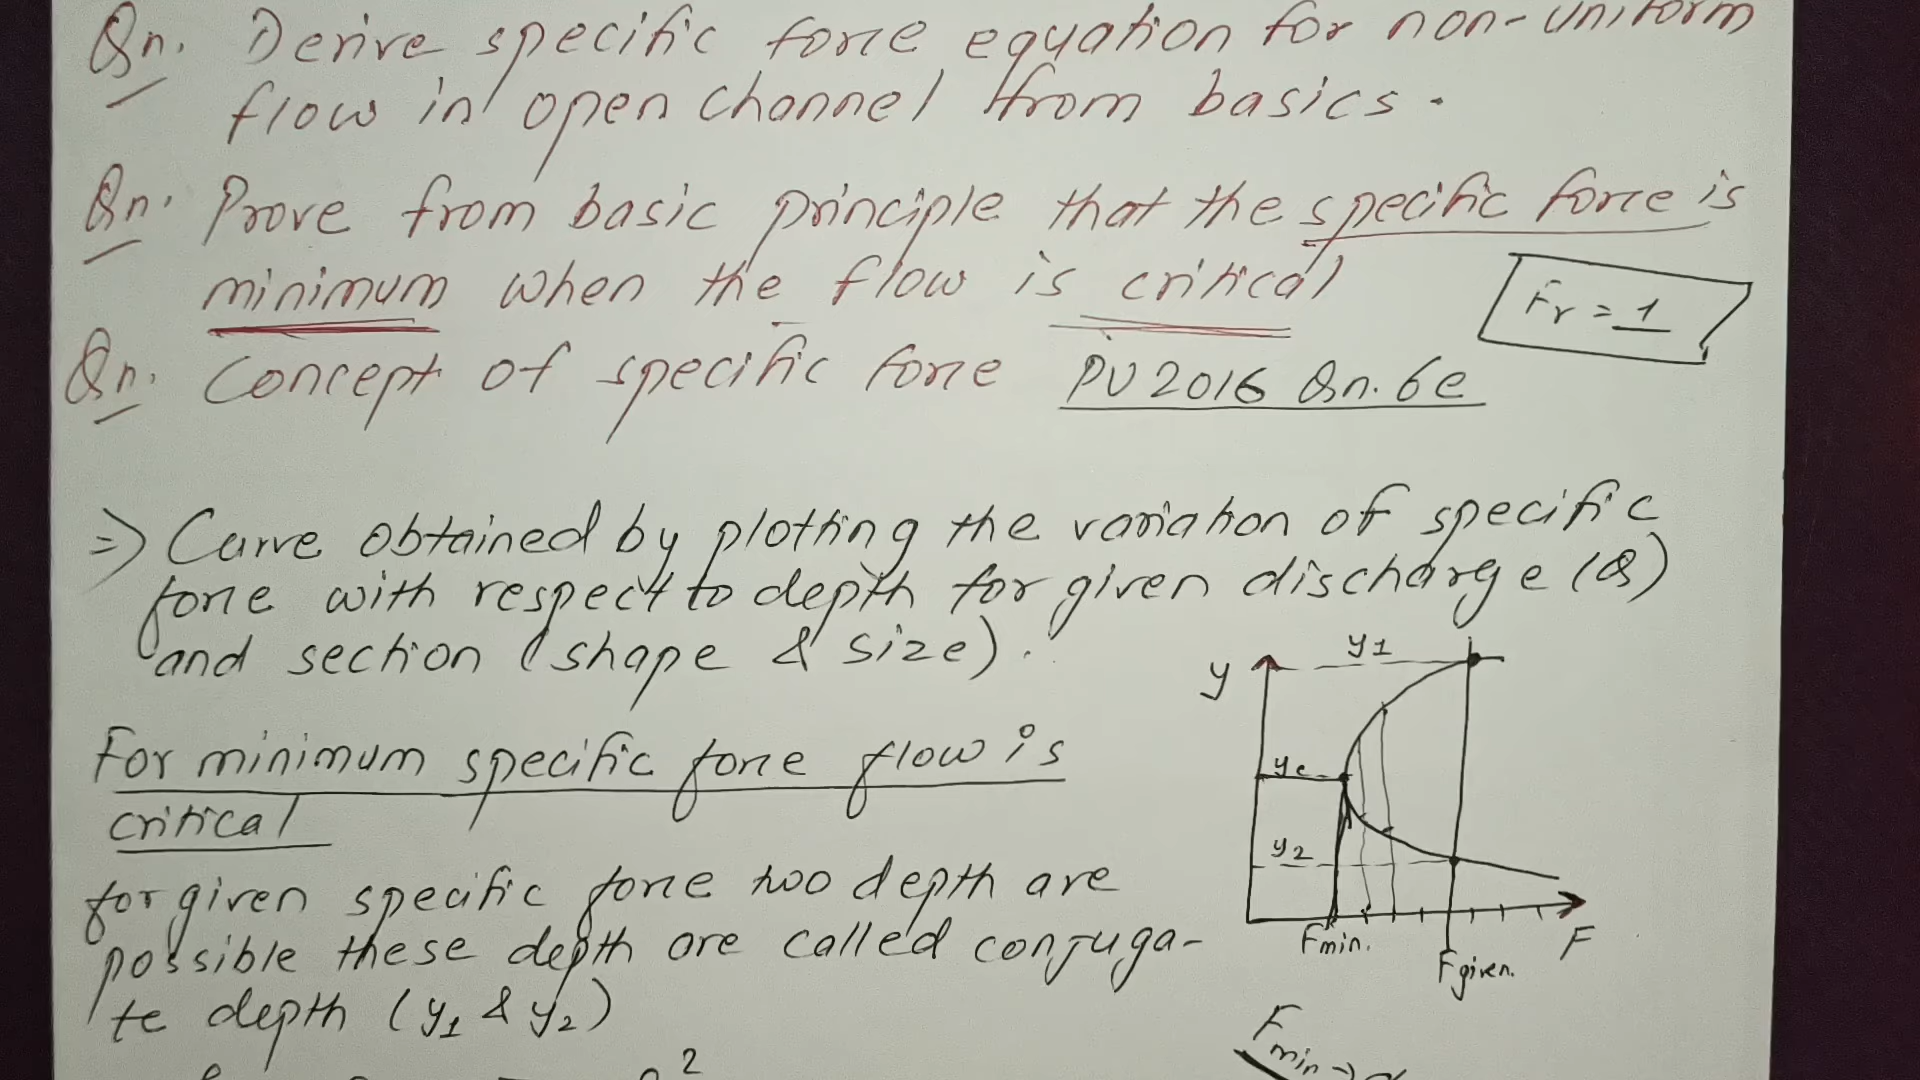 Qn. Derive specific force equation for non-uniform
flow in open channel from basics.
Qn. Prove from basic principle that the specific force is
minimum when the flow is critical
Fr = 1
Qn. Concept of specific force PU 2016 Qn. 6e
=> Curve obtained by plotting the variation of specific
force with respect to depth for given discharge (Q)
and section (shape & size).
For minimum specific force flow is
critical
for given specific force two depth are
possible these depth are called conjuga-
te depth (y1 & y2)
y
y1
yc
y2
Fmin.
Fgiven.
F
Fmin →
2